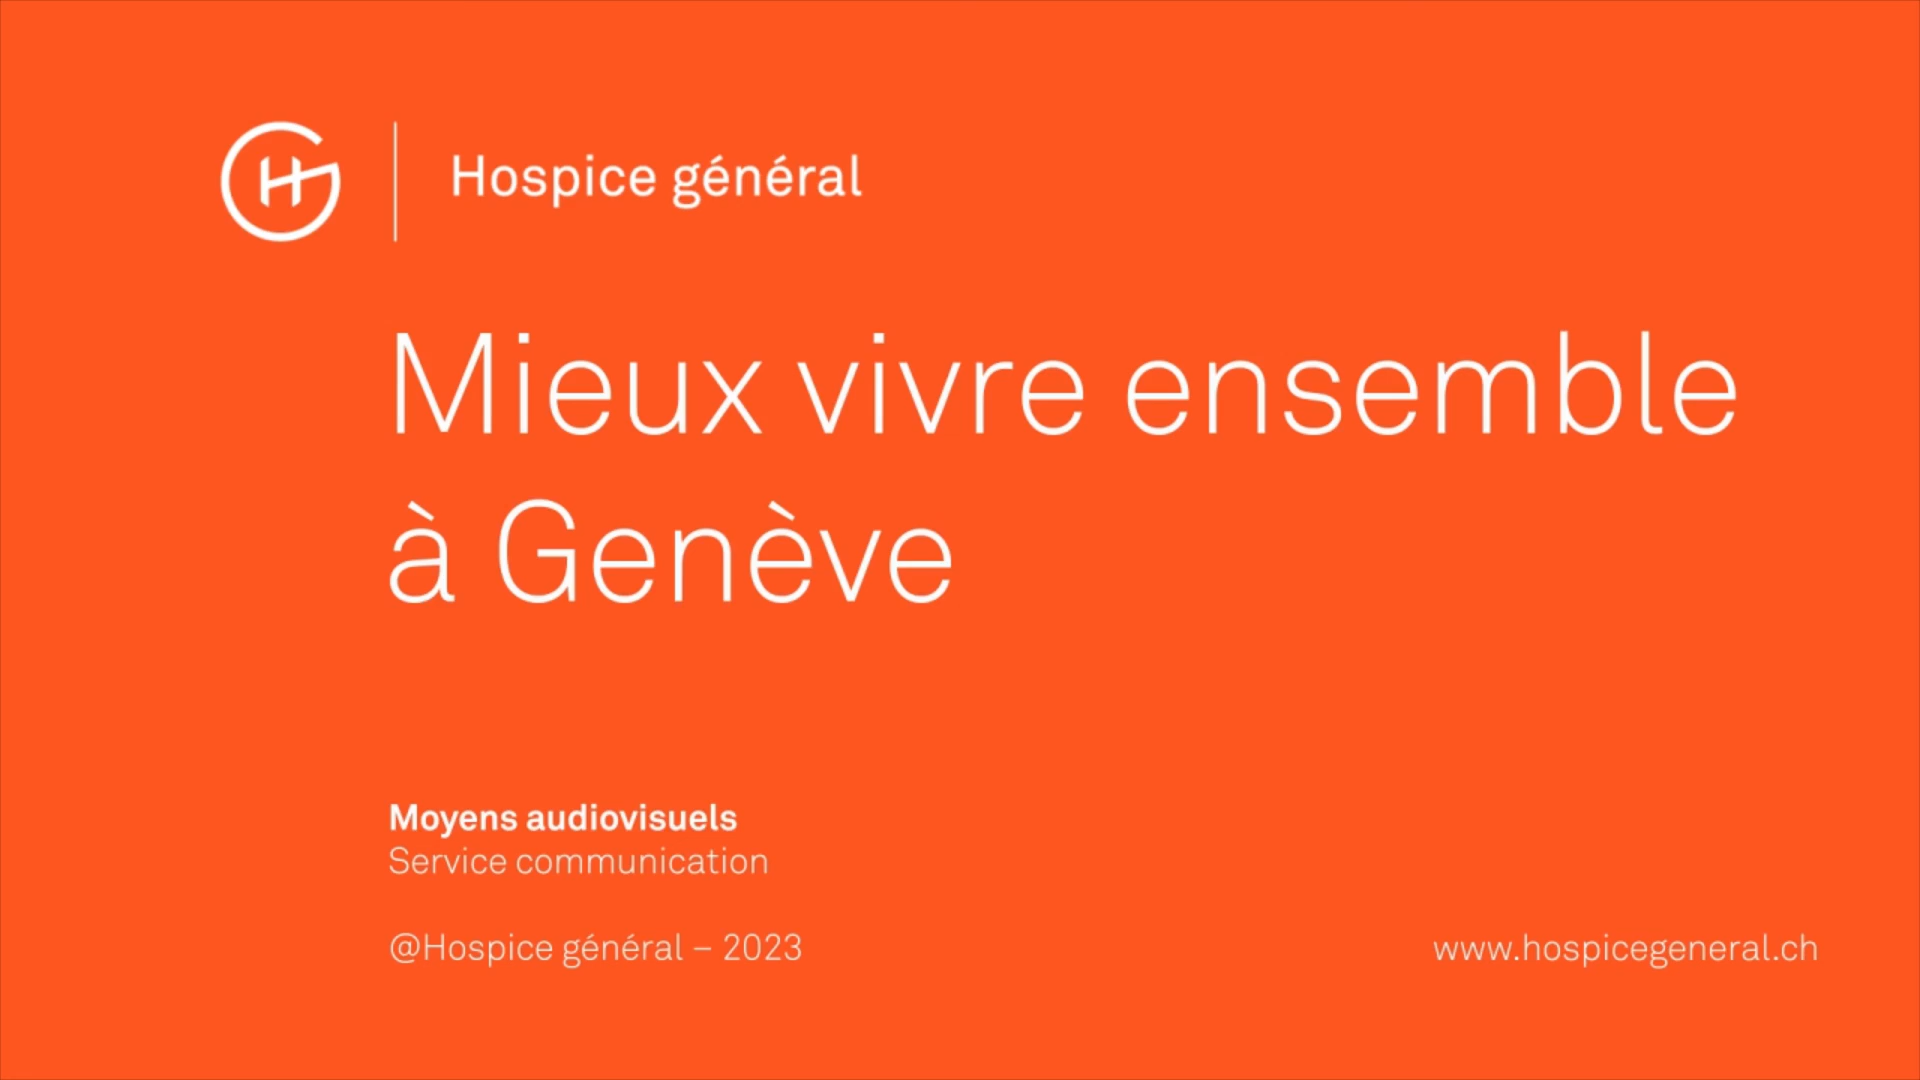 Hospice général
Mieux vivre ensemble
à Genève
Moyens audiovisuels
Service communication
@Hospice général – 2023
www.hospicegeneral.ch